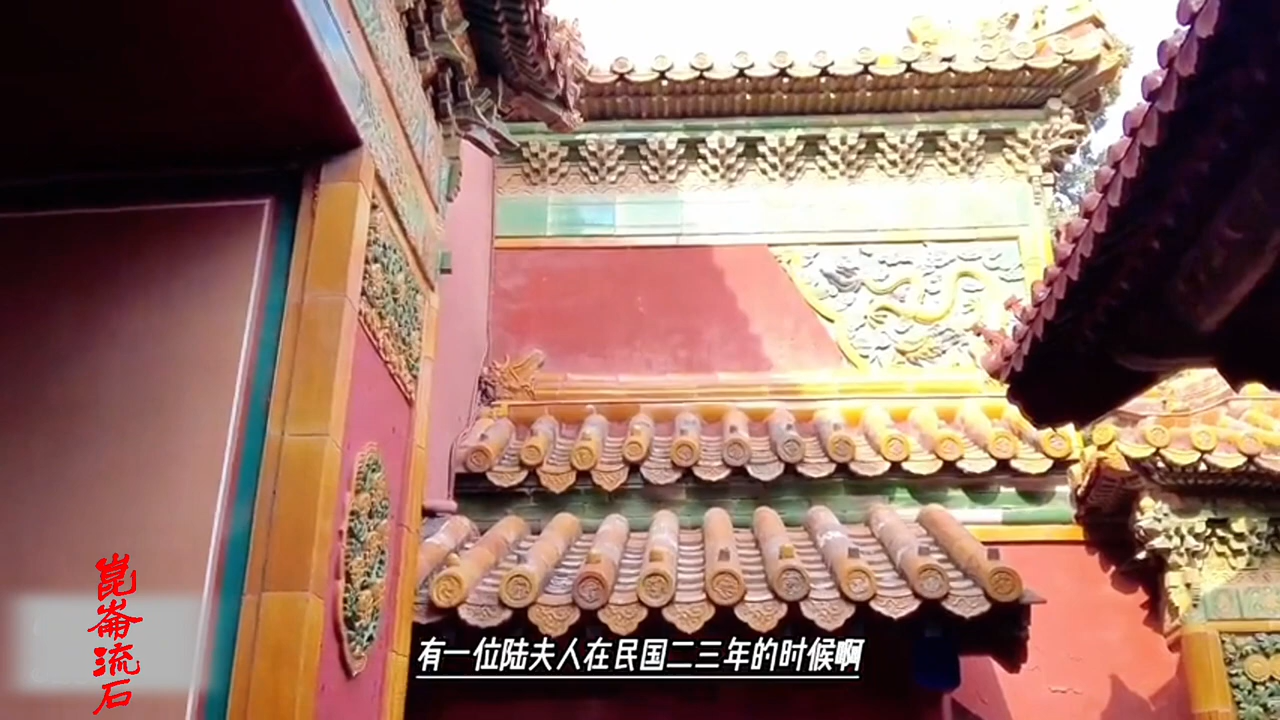 崑
崙
流
石
有一位陆夫人在民国二三年的时候啊